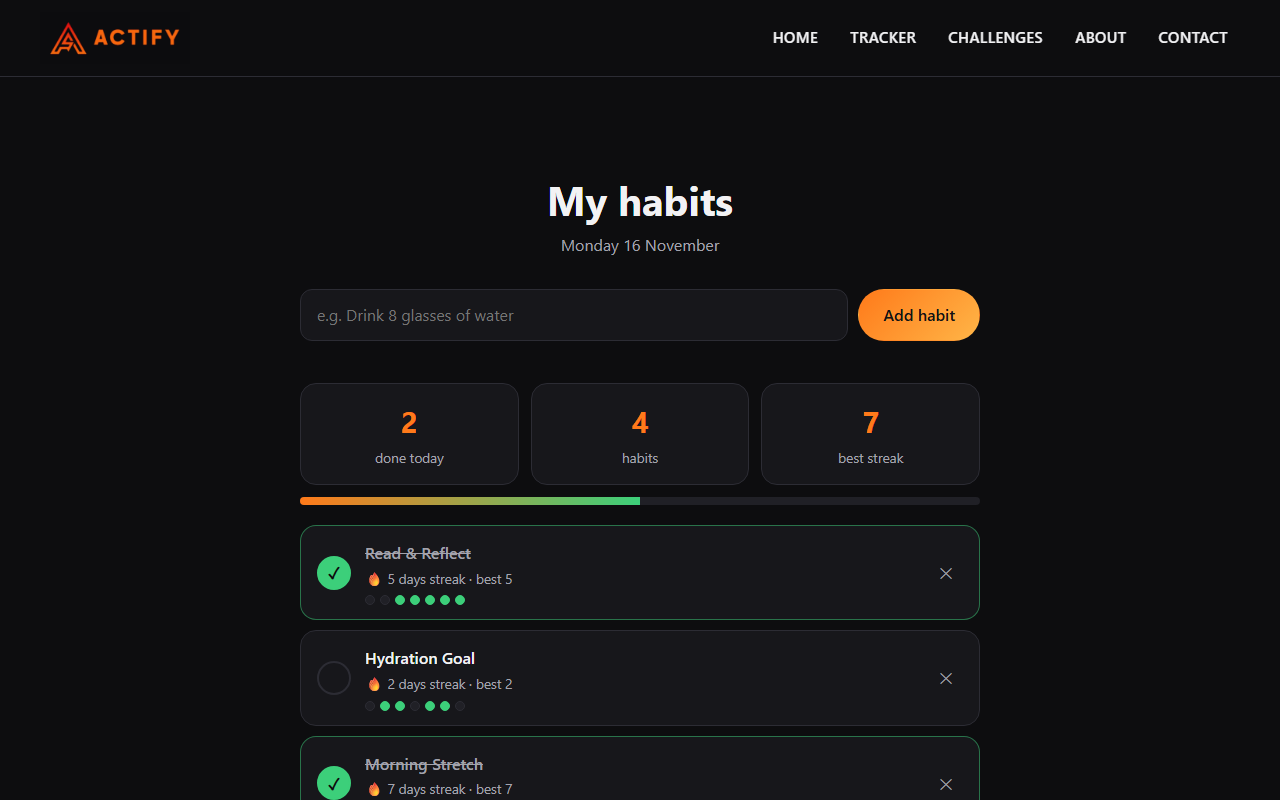 ACTIFY
HOME TRACKER CHALLENGES ABOUT CONTACT
My habits
Monday 16 November
e.g. Drink 8 glasses of water
Add habit
2 4 7
done today habits best streak
Read & Reflect
🔥 5 days streak · best 5
Hydration Goal
🔥 2 days streak · best 2
Morning Stretch
🔥 7 days streak · best 7